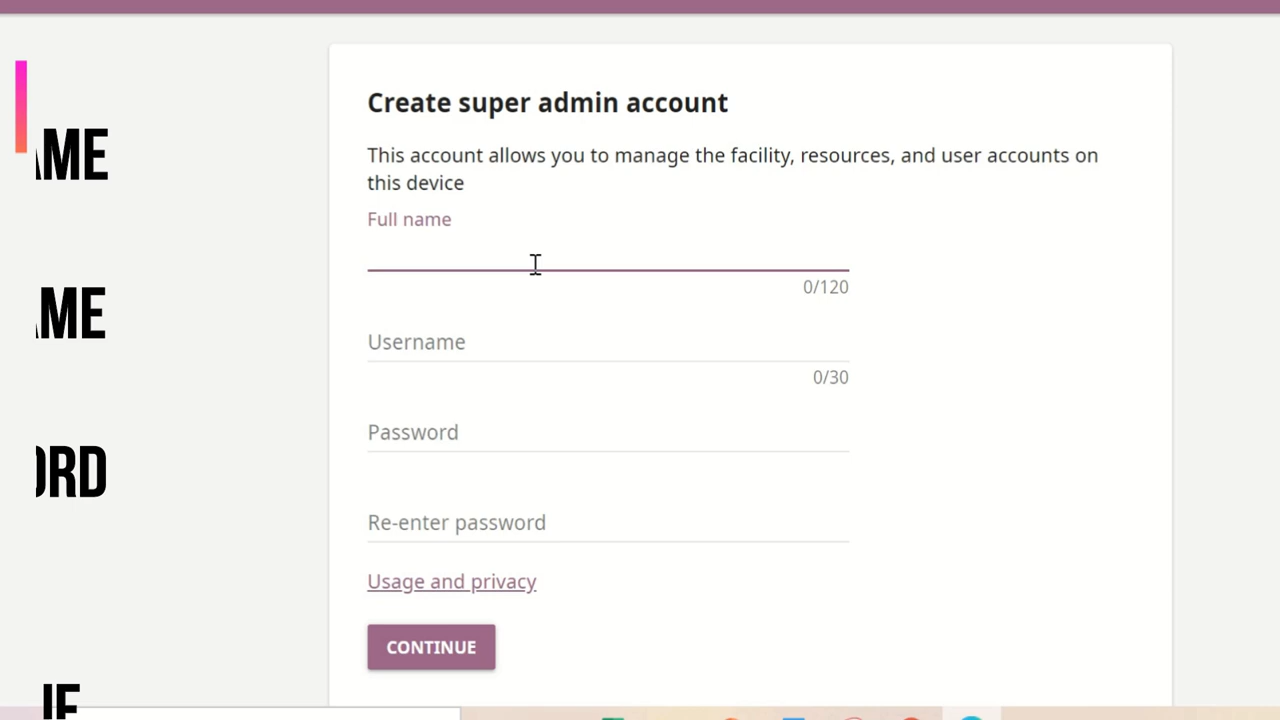 Create super admin account
This account allows you to manage the facility, resources, and user accounts on
this device
Full name
0/120
Username
0/30
Password
Re-enter password
Usage and privacy
CONTINUE
AME
AME
ORD